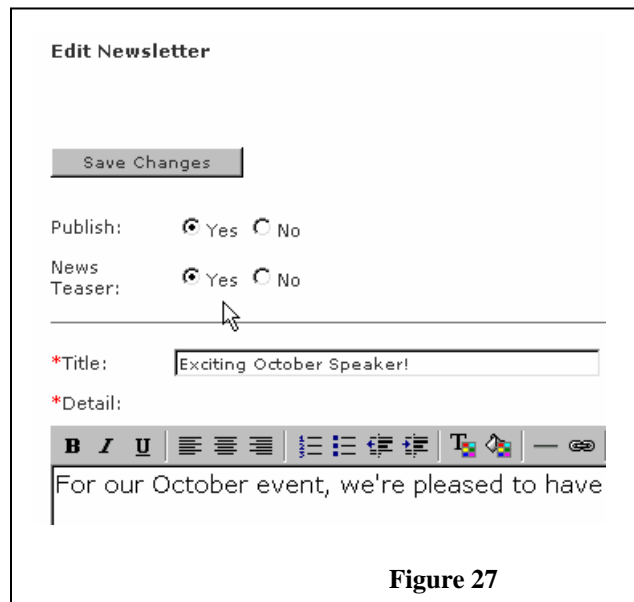 Edit Newsletter
Save Changes
Publish: Yes No
News
Teaser: Yes No
*Title: Exciting October Speaker!
*Detail:
B I U T
For our October event, we're pleased to have
Figure 27